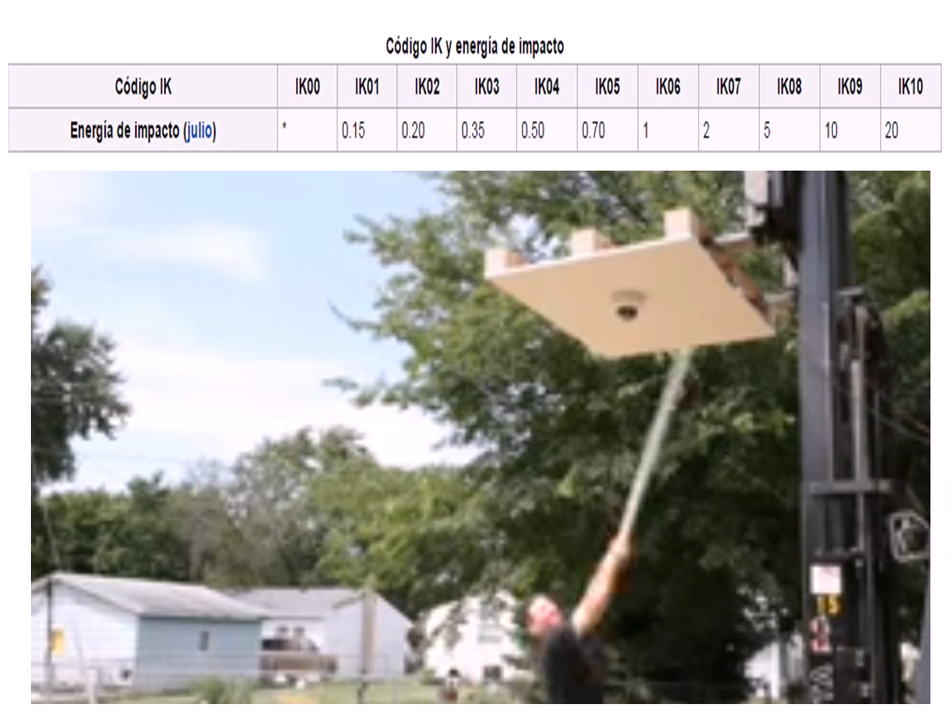 Código IK y energía de impacto
Código IK IK00 IK01 IK02 IK03 IK04 IK05 IK06 IK07 IK08 IK09 IK10
Energía de impacto (julio) * 0.15 0.20 0.35 0.50 0.70 1 2 5 10 20
15